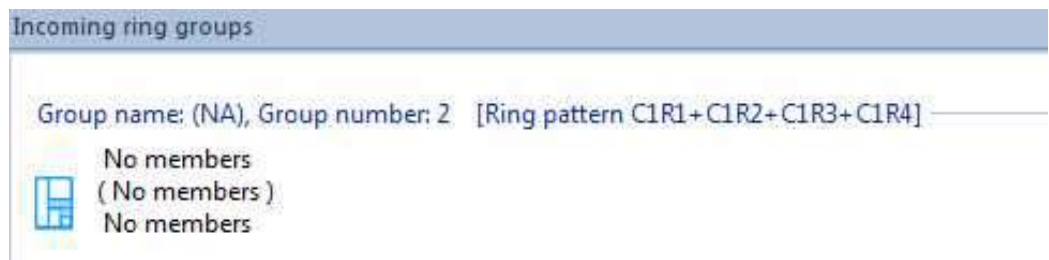 Incoming ring groups
Group name: (NA), Group number: 2 [Ring pattern C1R1+C1R2+C1R3+C1R4]
No members
( No members )
No members